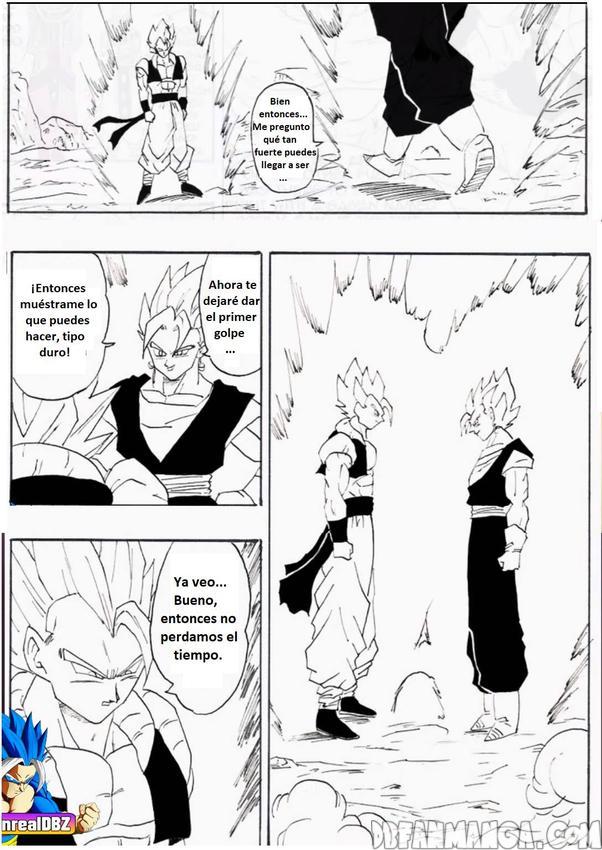 Bien
entonces...
Me pregunto
qué tan
fuerte puedes
llegar a ser
...
¡Entonces
muéstrame lo
que puedes
hacer, tipo
duro!
Ahora te
dejaré dar
el primer
golpe
...
Ya veo...
Bueno,
entonces no
perdamos el
tiempo.
nrealDBZ
DBFANMANGA.COM